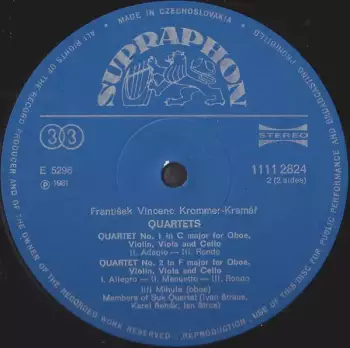 MADE IN CZECHOSLOVAKIA
ALL RIGHTS OF THE RECORD PRODUCER AND OF THE OWNER OF THE RECORDED WORK RESERVED. REPRODUCTION, USE OF THIS DISC FOR PUBLIC PERFORMANCE AND BROADCASTING PROHIBITED
SUPRAPHON
33
STEREO
E 5296
1111 2824
℗ 1981
2 (2 sides)
František Vincenc Krommer-Kramář
QUARTETS
QUARTET No. 1 in C major for Oboe,
Violin, Viola and Cello
II. Adagio — III. Rondo
QUARTET No. 2 in F major for Oboe,
Violin, Viola and Cello
I. Allegro — II. Menuetto — III. Rondo
Jiří Mihule (oboe)
Members of Suk Quartet (Ivan Straus,
Karel Řehák, Jan Štros)